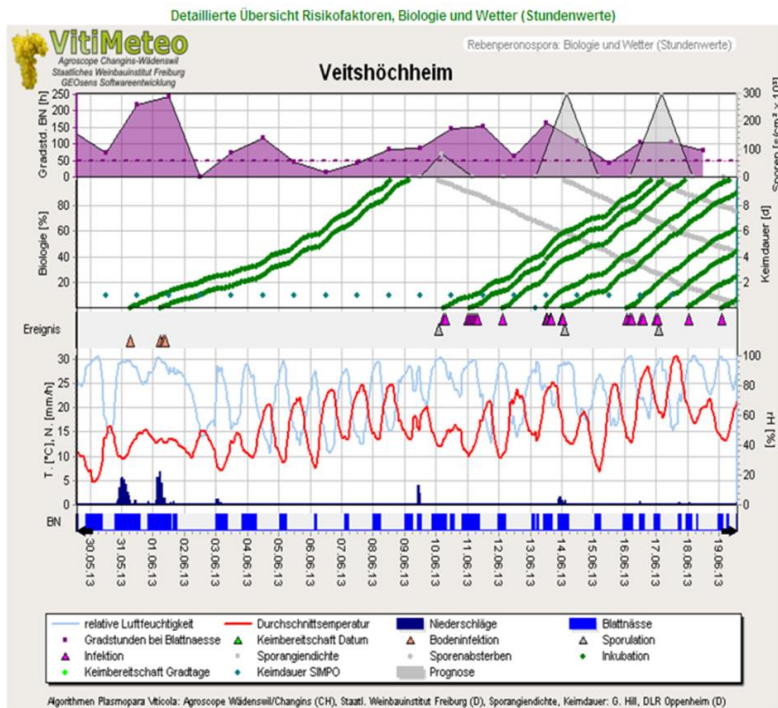 Detaillierte Übersicht Risikofaktoren, Biologie und Wetter (Stundenwerte)
VitiMeteo
Agroscope Changins-Wädenswil
Staatliches Weinbauinstitut Freiburg
GEOsens Softwareentwicklung
Rebenperonospora: Biologie und Wetter (Stundenwerte)
Veitshöchheim
Gradstd. BN [h]
250
200
150
100
50
0
300
200
100
0
Biologie [%]
80
60
40
20
8
6
4
2
0
Keimdauer [d]
Ereignis
T. [°C], N. [mm/h]
30
25
20
15
10
5
0
100
80
60
40
20
0
BN
30.05.13
31.05.13
01.06.13
02.06.13
03.06.13
04.06.13
05.06.13
06.06.13
07.06.13
08.06.13
09.06.13
10.06.13
11.06.13
12.06.13
13.06.13
14.06.13
15.06.13
16.06.13
17.06.13
18.06.13
19.06.13
relative Luftfeuchtigkeit Durchschnittsemperatur Niederschläge Blattnässe
Gradstunden bei Blattnaesse Keimbereitschaft Datum Bodeninfektion Sporulation
Infektion Sporangiendichte Sporenabsterben Inkubation
Keimbereitschaft Gradtage Keimdauer SIMPO Prognose
Algorithmen Plasmopara Viticola: Agroscope Wädenswil/Changins (CH), Staatl. Weinbauinstitut Freiburg (D), Sporangiendichte, Keimdauer: G. Hill, DLR Oppenheim (D)